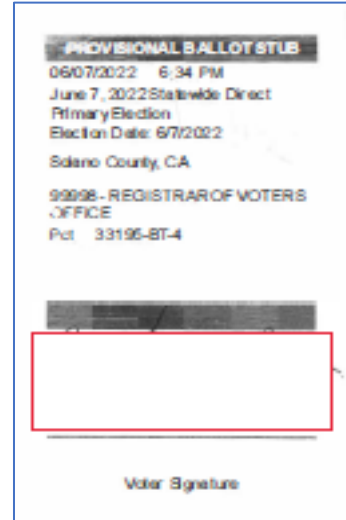 PROVISIONAL BALLOT STUB
06/07/2022 6:34 PM
June 7, 2022 Statewide Direct
Primary Election
Election Date: 6/7/2022
Solano County, CA
99998 - REGISTRAR OF VOTERS
OFFICE
Pct 33195-BT-4
Voter Signature